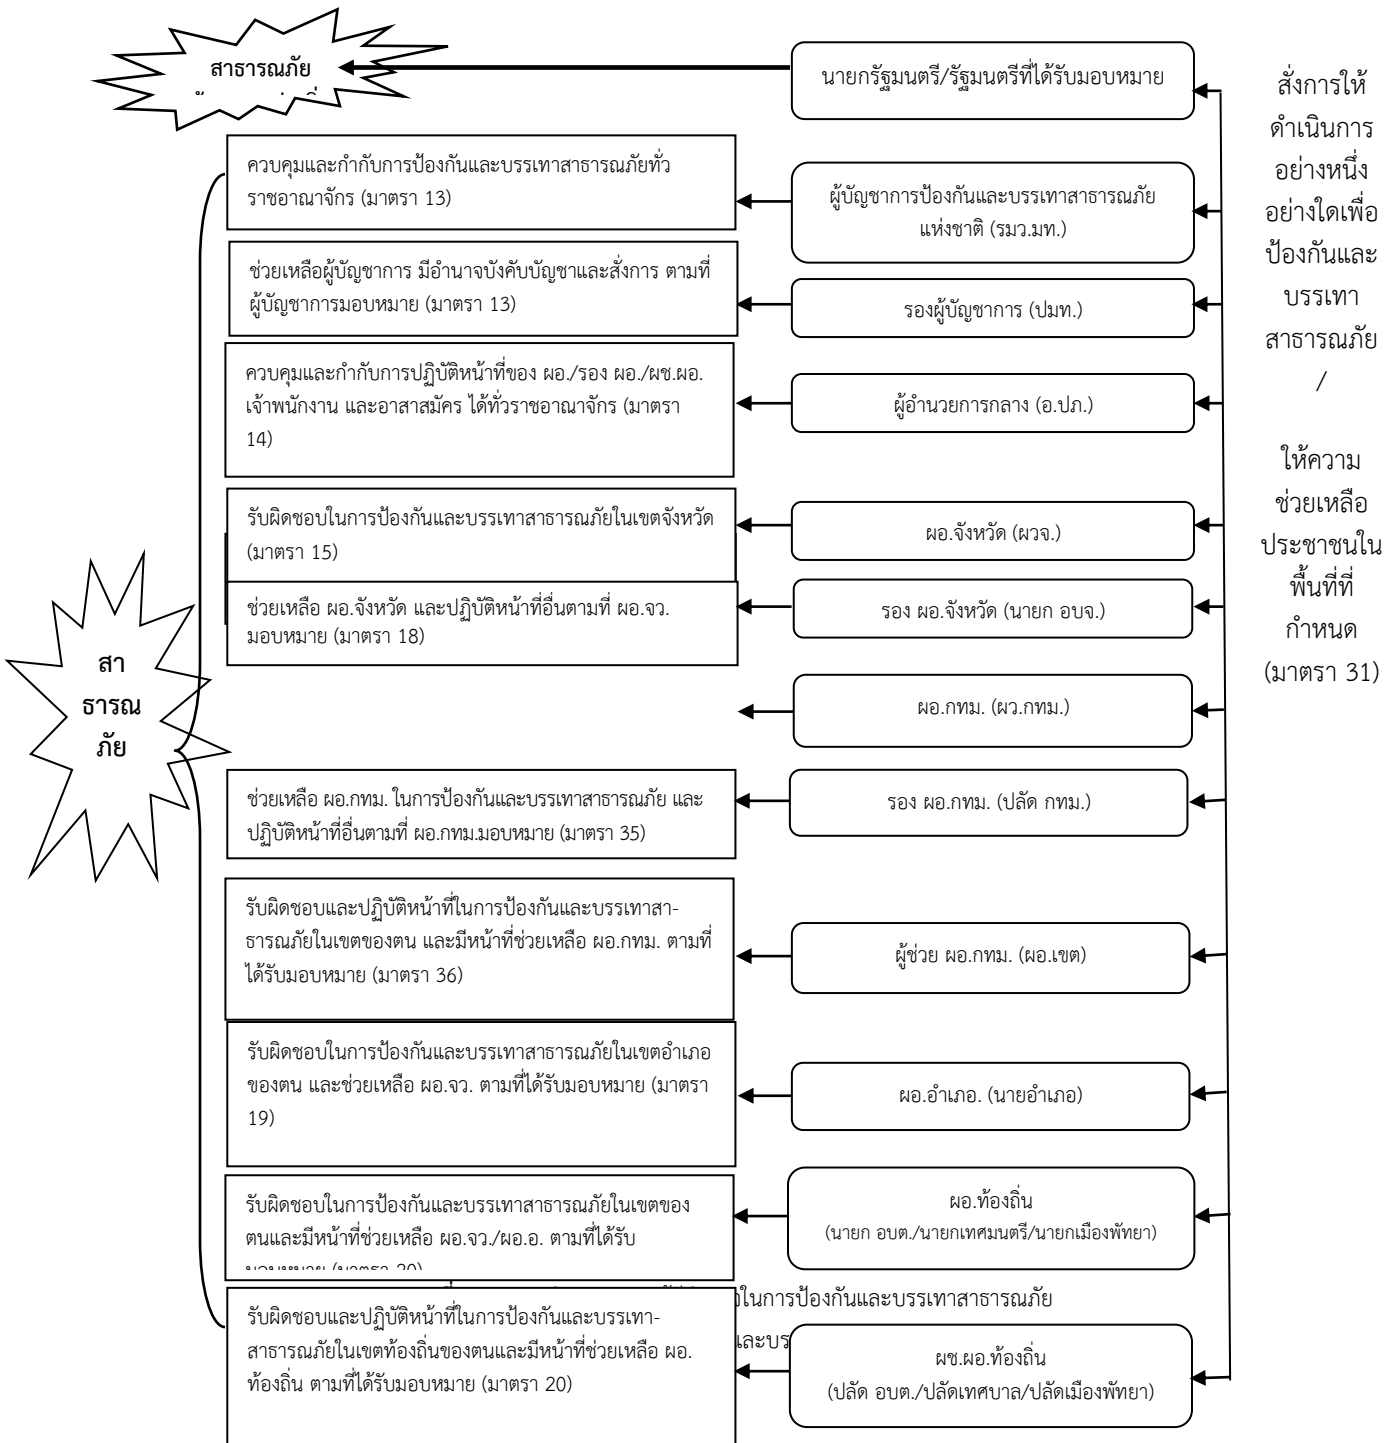 สาธารณภัย
นายกรัฐมนตรี/รัฐมนตรีที่ได้รับมอบหมาย
สั่งการให้
ดำเนินการ
อย่างหนึ่ง
อย่างใดเพื่อ
ป้องกันและ
บรรเทา
สาธารณภัย
/
ให้ความ
ช่วยเหลือ
ประชาชนใน
พื้นที่ที่
กำหนด
(มาตรา 31)
ควบคุมและกำกับการป้องกันและบรรเทาสาธารณภัยทั่ว
ราชอาณาจักร (มาตรา 13)
ผู้บัญชาการป้องกันและบรรเทาสาธารณภัย
แห่งชาติ (รมว.มท.)
ช่วยเหลือผู้บัญชาการ มีอำนาจบังคับบัญชาและสั่งการ ตามที่
ผู้บัญชาการมอบหมาย (มาตรา 13)
รองผู้บัญชาการ (ปมท.)
ควบคุมและกำกับการปฏิบัติหน้าที่ของ ผอ./รอง ผอ./ผช.ผอ.
เจ้าพนักงาน และอาสาสมัคร ได้ทั่วราชอาณาจักร (มาตรา
14)
ผู้อำนวยการกลาง (อ.ปภ.)
รับผิดชอบในการป้องกันและบรรเทาสาธารณภัยในเขตจังหวัด
(มาตรา 15)
ผอ.จังหวัด (ผวจ.)
ช่วยเหลือ ผอ.จังหวัด และปฏิบัติหน้าที่อื่นตามที่ ผอ.จว.
มอบหมาย (มาตรา 18)
รอง ผอ.จังหวัด (นายก อบจ.)
สา
ธารณ
ภัย
ผอ.กทม. (ผว.กทม.)
ช่วยเหลือ ผอ.กทม. ในการป้องกันและบรรเทาสาธารณภัย และ
ปฏิบัติหน้าที่อื่นตามที่ ผอ.กทม.มอบหมาย (มาตรา 35)
รอง ผอ.กทม. (ปลัด กทม.)
รับผิดชอบและปฏิบัติหน้าที่ในการป้องกันและบรรเทาสา-
ธารณภัยในเขตของตน และมีหน้าที่ช่วยเหลือ ผอ.กทม. ตามที่
ได้รับมอบหมาย (มาตรา 36)
ผู้ช่วย ผอ.กทม. (ผอ.เขต)
รับผิดชอบในการป้องกันและบรรเทาสาธารณภัยในเขตอำเภอ
ของตน และช่วยเหลือ ผอ.จว. ตามที่ได้รับมอบหมาย (มาตรา
19)
ผอ.อำเภอ. (นายอำเภอ)
รับผิดชอบในการป้องกันและบรรเทาสาธารณภัยในเขตของ
ตนและมีหน้าที่ช่วยเหลือ ผอ.จว./ผอ.อ. ตามที่ได้รับ
มอบหมาย (มาตรา 20)
ผอ.ท้องถิ่น
(นายก อบต./นายกเทศมนตรี/นายกเมืองพัทยา)
ในการป้องกันและบรรเทาสาธารณภัย
และบร
รับผิดชอบและปฏิบัติหน้าที่ในการป้องกันและบรรเทา-
สาธารณภัยในเขตท้องถิ่นของตนและมีหน้าที่ช่วยเหลือ ผอ.
ท้องถิ่น ตามที่ได้รับมอบหมาย (มาตรา 20)
ผช.ผอ.ท้องถิ่น
(ปลัด อบต./ปลัดเทศบาล/ปลัดเมืองพัทยา)